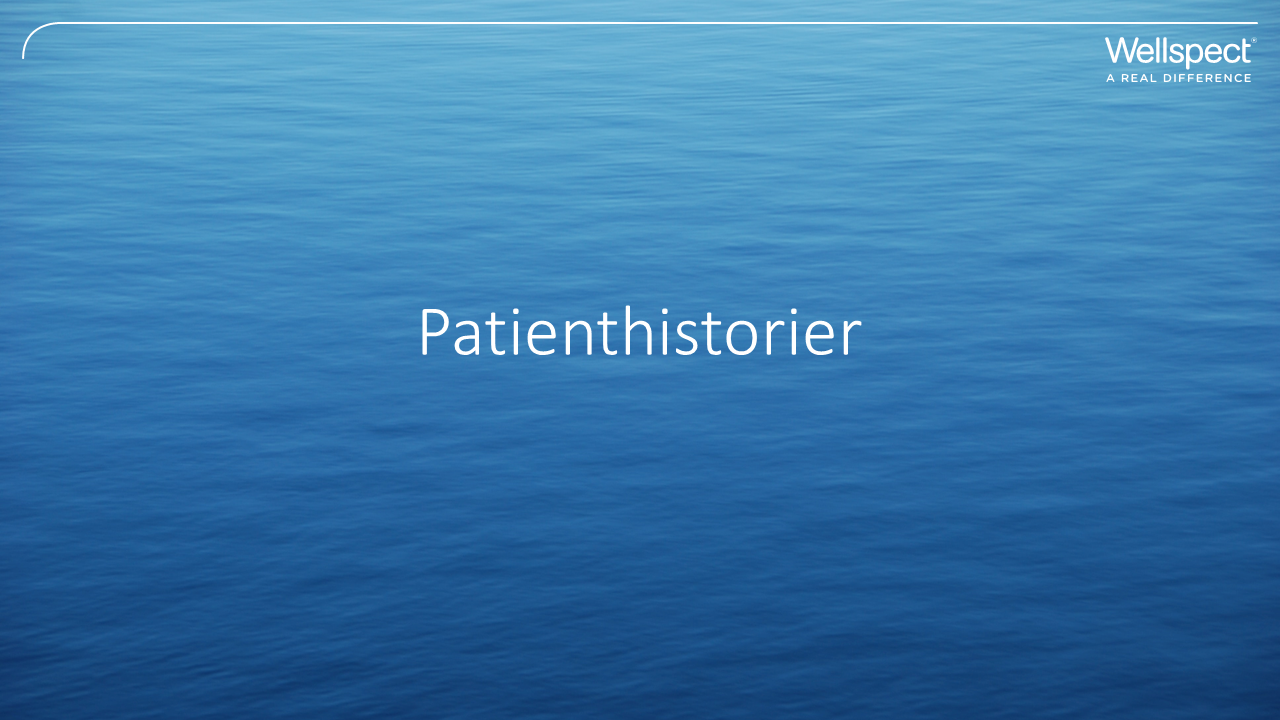 Wellspect®
A REAL DIFFERENCE
Patienthistorier